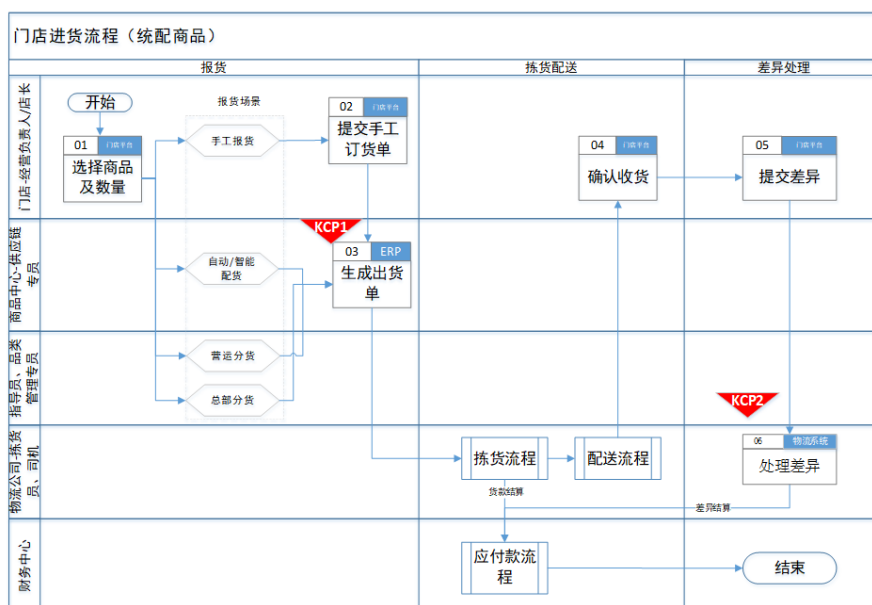 门店进货流程（统配商品）
报货
拣货配送
差异处理
门店-经营负责人/店长
开始
报货场景
01
门店平台
选择商品
及数量
手工报货
02
门店平台
提交手工
订货单
04
门店平台
确认收货
05
门店平台
提交差异
商品中心-供应链
专员
自动/智能
配货
KCP1
03
ERP
生成出货
单
指导员、品类
管理专员
营运分货
总部分货
KCP2
物流公司-拣货
员、司机
拣货流程
配送流程
06
物流系统
处理差异
货款结算
差异结算
财务中心
应付款流
程
结束